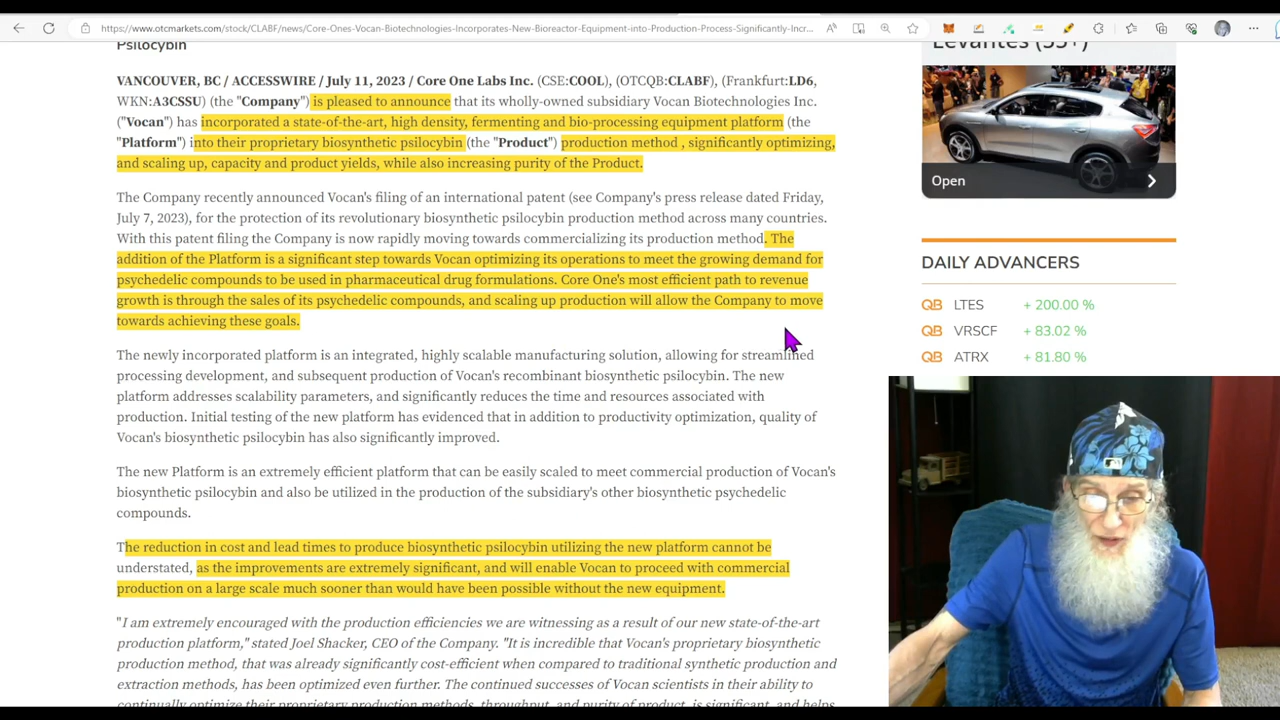 https://www.otcmarkets.com/stock/CLABF/news/Core-Ones-Vocan-Biotechnologies-Incorporates-New-Bioreactor-Equipment-into-Production-Process-Significantly-Incr...
Psilocybin
Levantes (55+)
VANCOUVER, BC / ACCESSWIRE / July 11, 2023 / Core One Labs Inc. (CSE:COOL), (OTCQB:CLABF), (Frankfurt:LD6,
WKN:A3CSSU) (the "Company") is pleased to announce that its wholly-owned subsidiary Vocan Biotechnologies Inc.
("Vocan") has incorporated a state-of-the-art, high density, fermenting and bio-processing equipment platform (the
"Platform") into their proprietary biosynthetic psilocybin (the "Product") production method , significantly optimizing,
and scaling up, capacity and product yields, while also increasing purity of the Product.
The Company recently announced Vocan's filing of an international patent (see Company's press release dated Friday,
July 7, 2023), for the protection of its revolutionary biosynthetic psilocybin production method across many countries.
With this patent filing the Company is now rapidly moving towards commercializing its production method. The
addition of the Platform is a significant step towards Vocan optimizing its operations to meet the growing demand for
psychedelic compounds to be used in pharmaceutical drug formulations. Core One's most efficient path to revenue
growth is through the sales of its psychedelic compounds, and scaling up production will allow the Company to move
towards achieving these goals.
The newly incorporated platform is an integrated, highly scalable manufacturing solution, allowing for streamlined
processing development, and subsequent production of Vocan's recombinant biosynthetic psilocybin. The new
platform addresses scalability parameters, and significantly reduces the time and resources associated with
production. Initial testing of the new platform has evidenced that in addition to productivity optimization, quality of
Vocan's biosynthetic psilocybin has also significantly improved.
The new Platform is an extremely efficient platform that can be easily scaled to meet commercial production of Vocan's
biosynthetic psilocybin and also be utilized in the production of the subsidiary's other biosynthetic psychedelic
compounds.
The reduction in cost and lead times to produce biosynthetic psilocybin utilizing the new platform cannot be
understated, as the improvements are extremely significant, and will enable Vocan to proceed with commercial
production on a large scale much sooner than would have been possible without the new equipment.
"I am extremely encouraged with the production efficiencies we are witnessing as a result of our new state-of-the-art
production platform," stated Joel Shacker, CEO of the Company. "It is incredible that Vocan's proprietary biosynthetic
production method, that was already significantly cost-efficient when compared to traditional synthetic production and
extraction methods, has been optimized even further. The continued successes of Vocan scientists in their ability to
continually optimize their proprietary production methods, throughput, and purity of product, is significant, and helps
Open
DAILY ADVANCERS
QB LTES + 200.00 %
QB VRSCF + 83.02 %
QB ATRX + 81.80 %